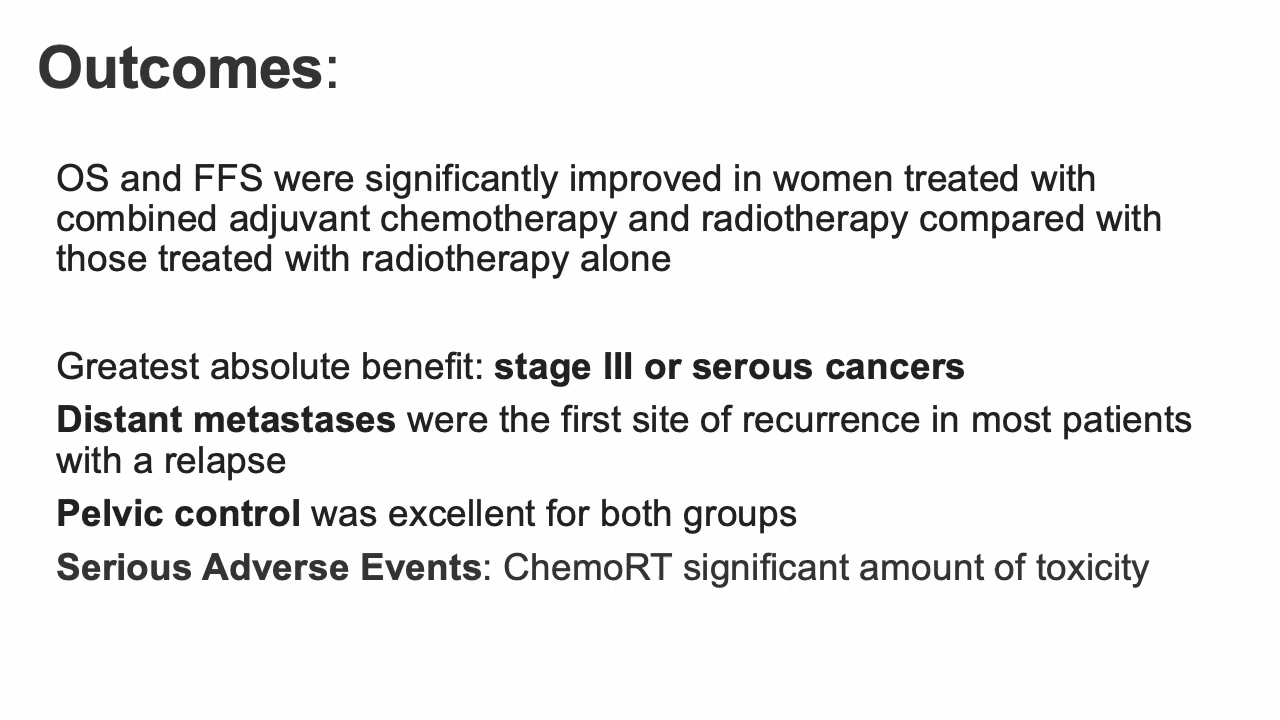 Outcomes:
OS and FFS were significantly improved in women treated with
combined adjuvant chemotherapy and radiotherapy compared with
those treated with radiotherapy alone
Greatest absolute benefit: stage III or serous cancers
Distant metastases were the first site of recurrence in most patients
with a relapse
Pelvic control was excellent for both groups
Serious Adverse Events: ChemoRT significant amount of toxicity